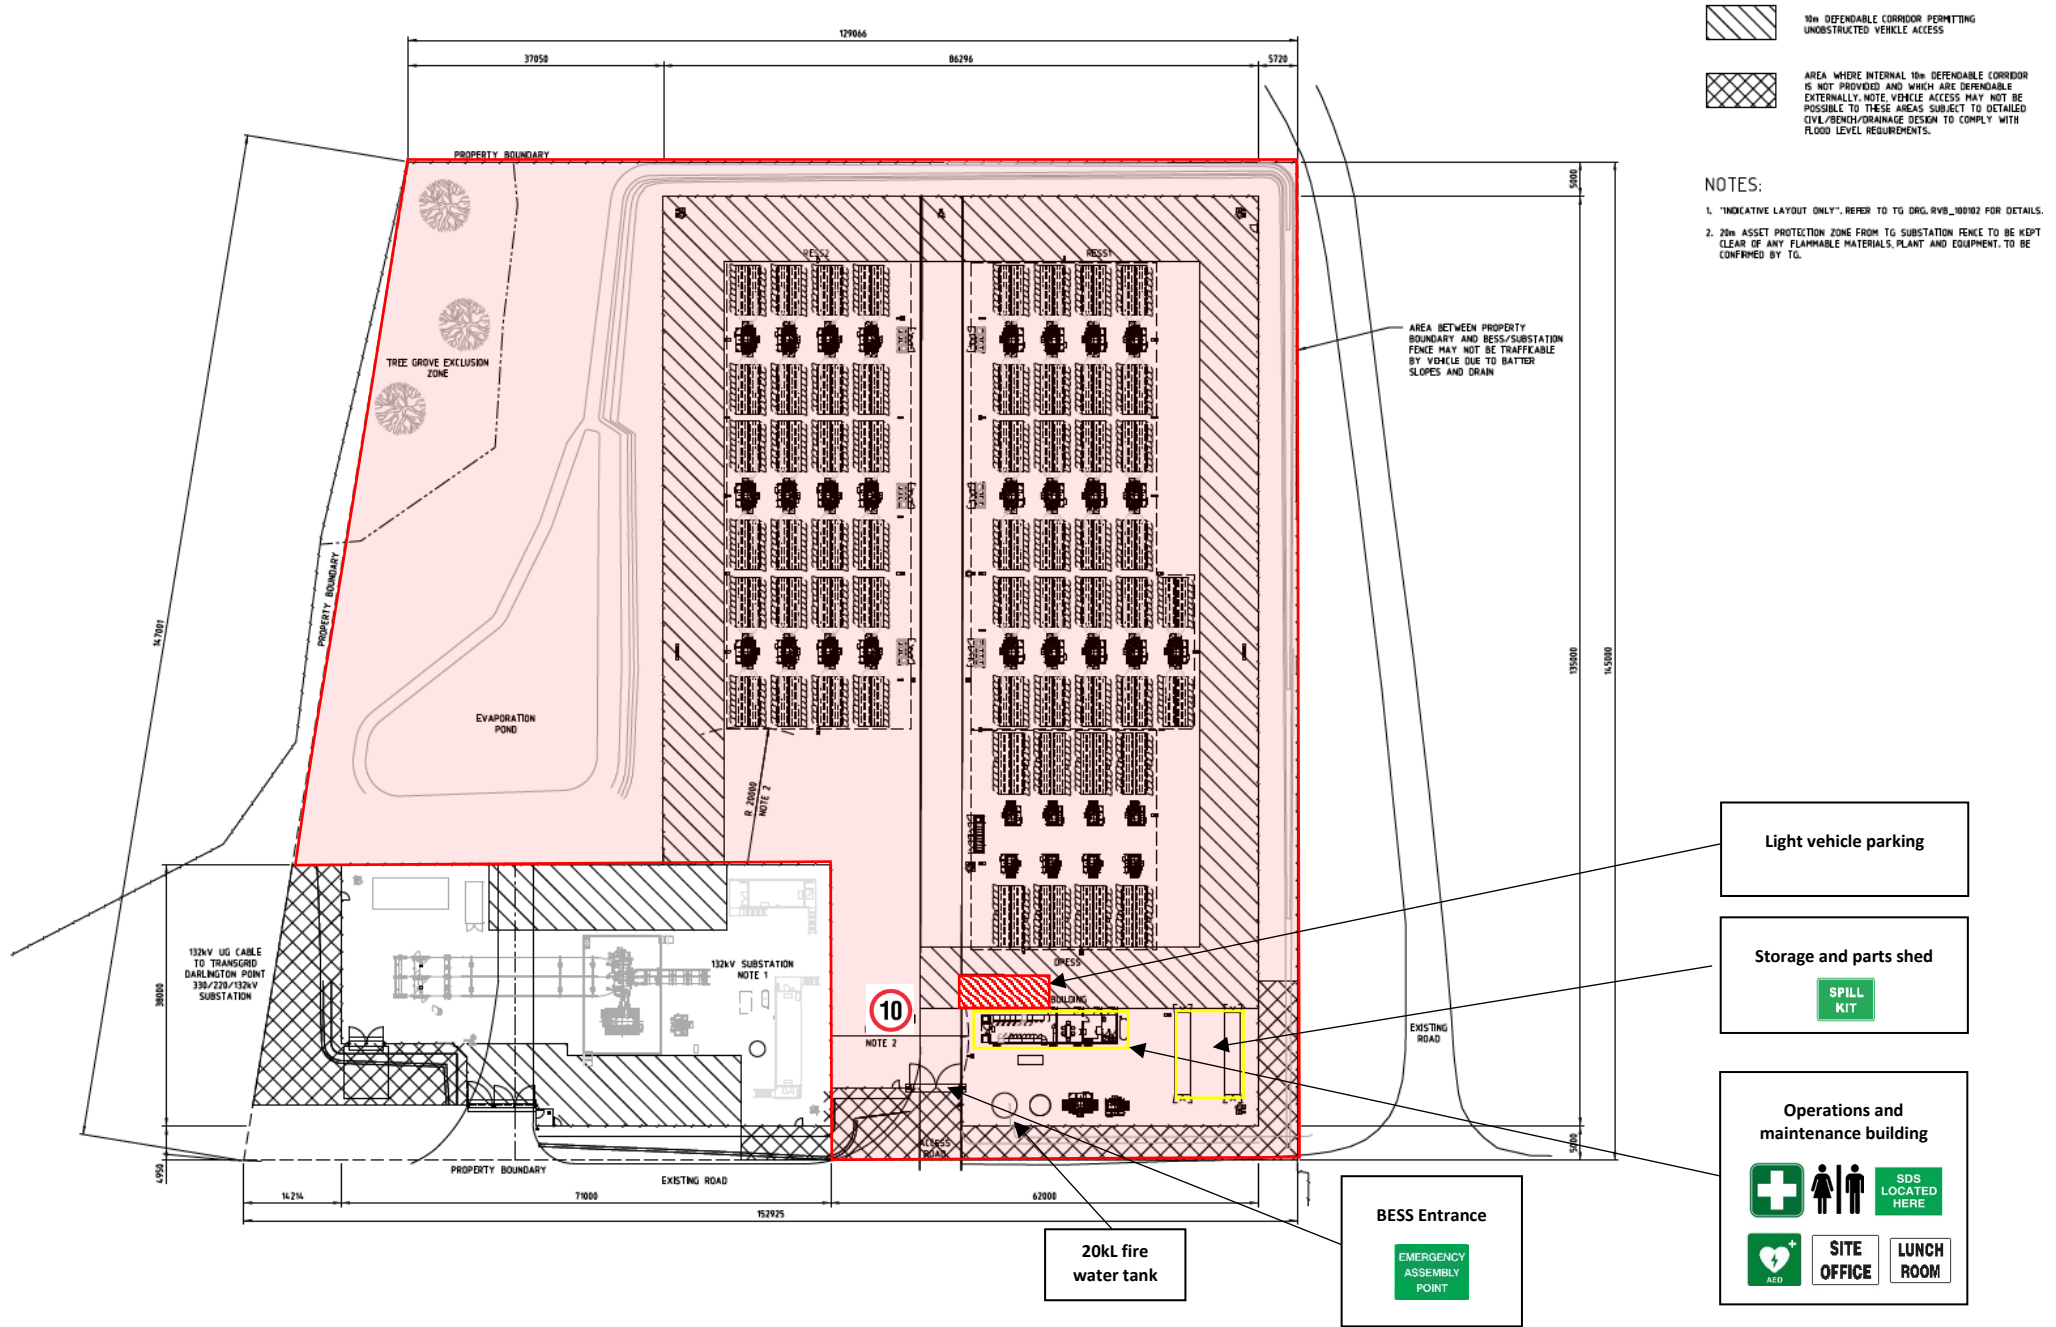 10m DEFENDABLE CORRIDOR PERMITTING
UNOBSTRUCTED VEHICLE ACCESS
AREA WHERE INTERNAL 10m DEFENDABLE CORRIDOR
IS NOT PROVIDED AND WHICH ARE DEFENDABLE
EXTERNALLY. NOTE, VEHICLE ACCESS MAY NOT BE
POSSIBLE TO THESE AREAS SUBJECT TO DETAILED
CIVIL/BENCH/DRAINAGE DESIGN TO COMPLY WITH
FLOOD LEVEL REQUIREMENTS.
NOTES:
1. "INDICATIVE LAYOUT ONLY". REFER TO TG DRG. RVB_100102 FOR DETAILS.
2. 20m ASSET PROTECTION ZONE FROM TG SUBSTATION FENCE TO BE KEPT
CLEAR OF ANY FLAMMABLE MATERIALS, PLANT AND EQUIPMENT. TO BE
CONFIRMED BY TG.
129066
37050
86296
5720
PROPERTY BOUNDARY
5000
RESS2
RESS1
TREE GROVE EXCLUSION
ZONE
AREA BETWEEN PROPERTY
BOUNDARY AND BESS/SUBSTATION
FENCE MAY NOT BE TRAFFICABLE
BY VEHICLE DUE TO BATTER
SLOPES AND DRAIN
147001
PROPERTY BOUNDARY
135000
145000
EVAPORATION
POND
R 20000
NOTE 2
Light vehicle parking
Storage and parts shed
SPILL
KIT
132kV UG CABLE
TO TRANSGRID
DARLINGTON POINT
330/220/132kV
SUBSTATION
38000
132kV SUBSTATION
NOTE 1
DRESS
BUILDING
10
NOTE 2
EXISTING
ROAD
Operations and
maintenance building
SDS
LOCATED
HERE
AED
SITE
OFFICE
LUNCH
ROOM
ACCESS
ROAD
5000
4950
PROPERTY BOUNDARY
EXISTING ROAD
14214
71000
62000
152925
20kL fire
water tank
BESS Entrance
EMERGENCY
ASSEMBLY
POINT